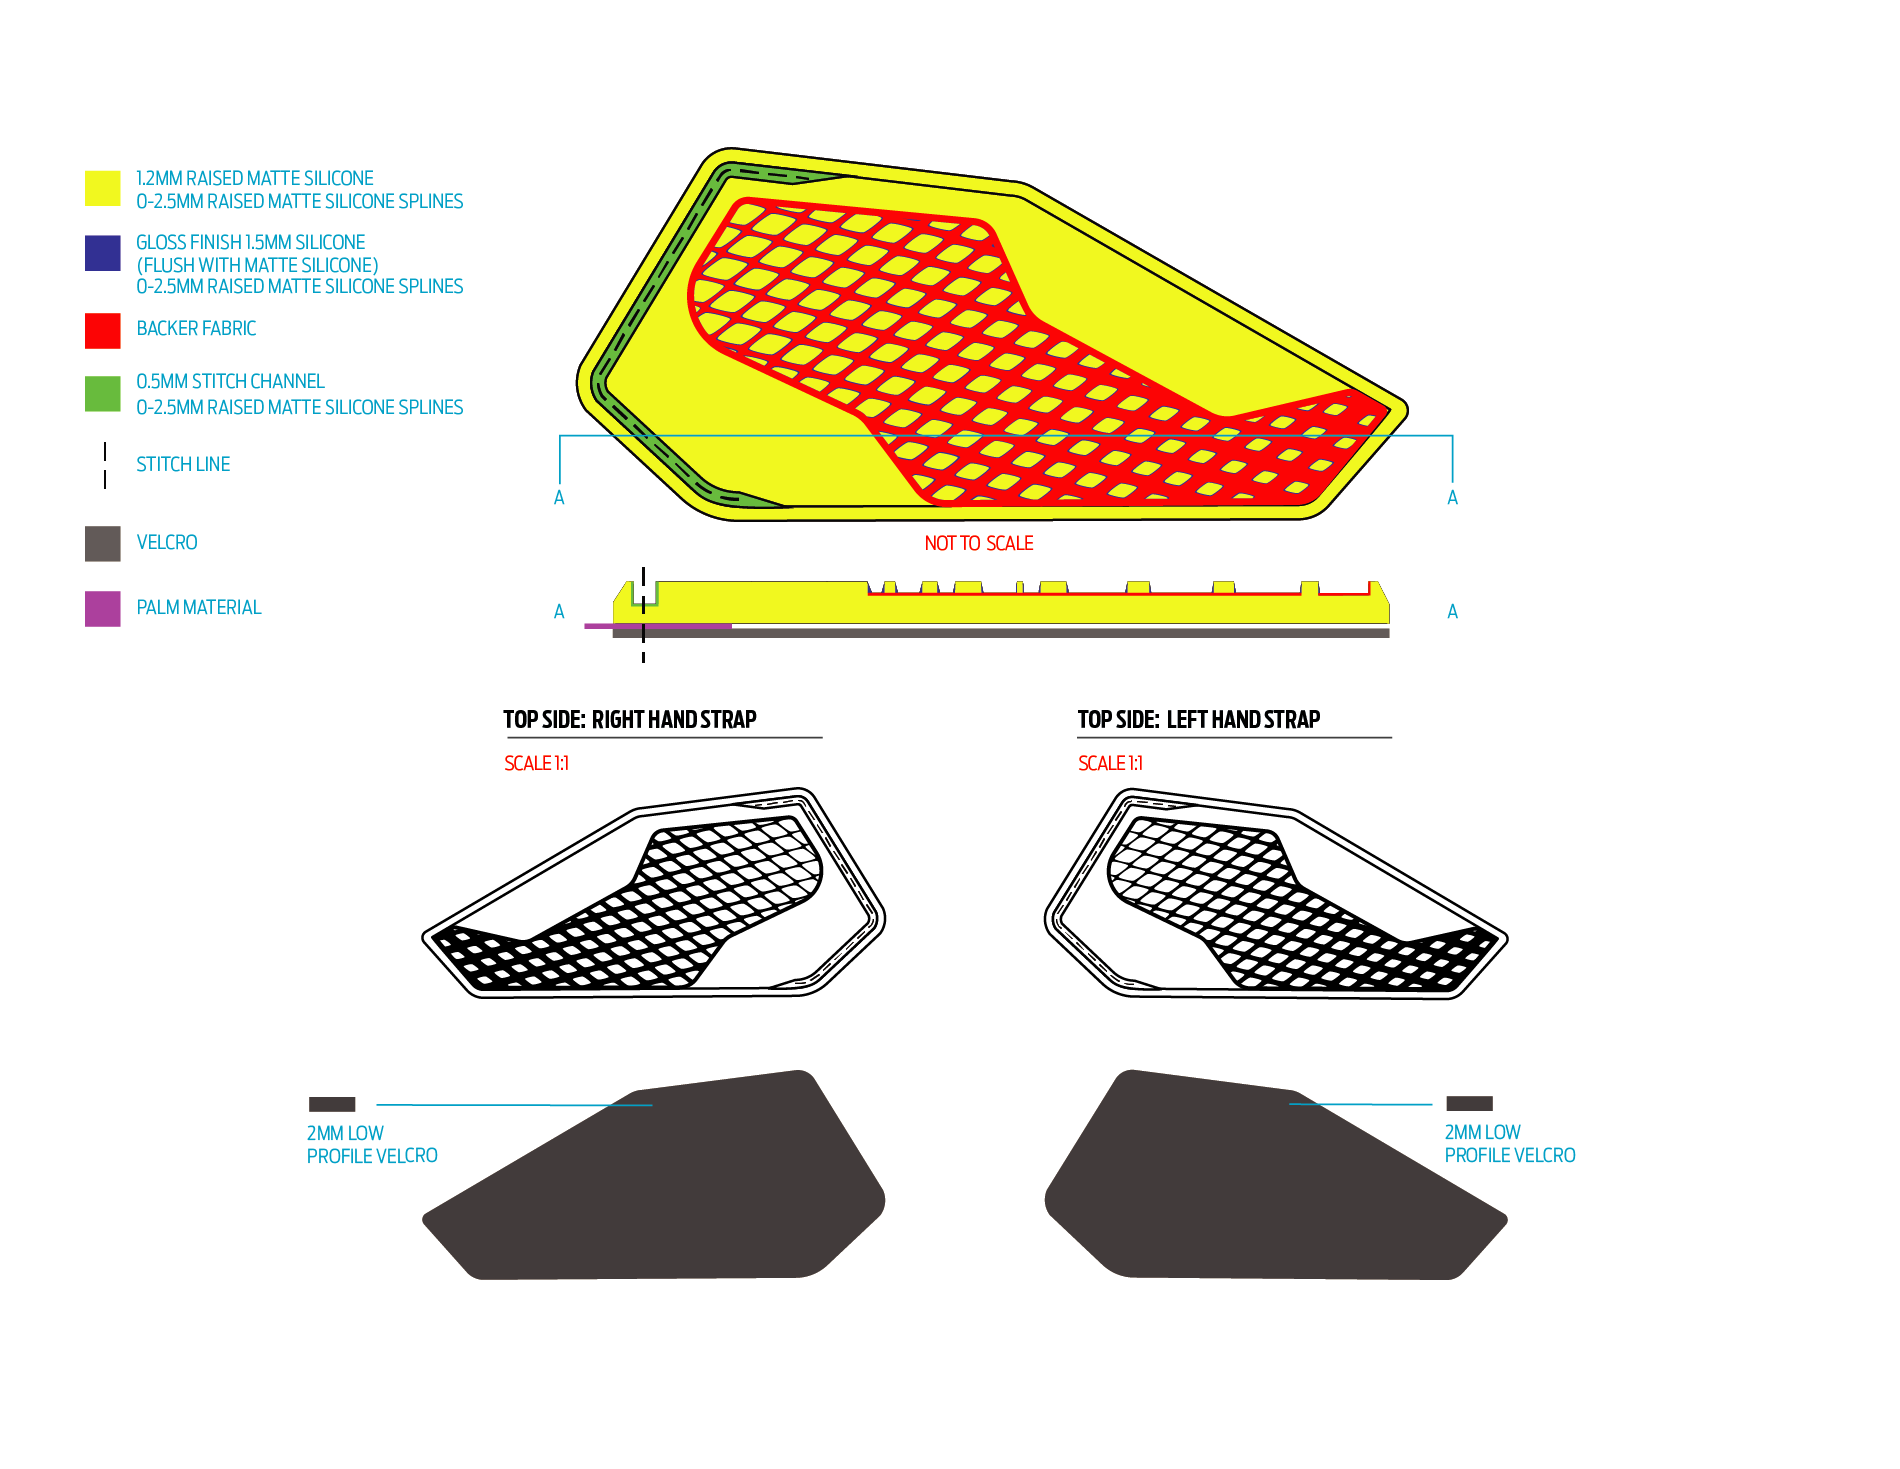 1.2MM RAISED MATTE SILICONE
0-2.5MM RAISED MATTE SILICONE SPLINES
GLOSS FINISH 1.5MM SILICONE
(FLUSH WITH MATTE SILICONE)
0-2.5MM RAISED MATTE SILICONE SPLINES
BACKER FABRIC
0.5MM STITCH CHANNEL
0-2.5MM RAISED MATTE SILICONE SPLINES
STITCH LINE
VELCRO
PALM MATERIAL
A
A
NOT TO SCALE
A
A
TOP SIDE: RIGHT HAND STRAP
SCALE 1:1
TOP SIDE: LEFT HAND STRAP
SCALE 1:1
2MM LOW
PROFILE VELCRO
2MM LOW
PROFILE VELCRO